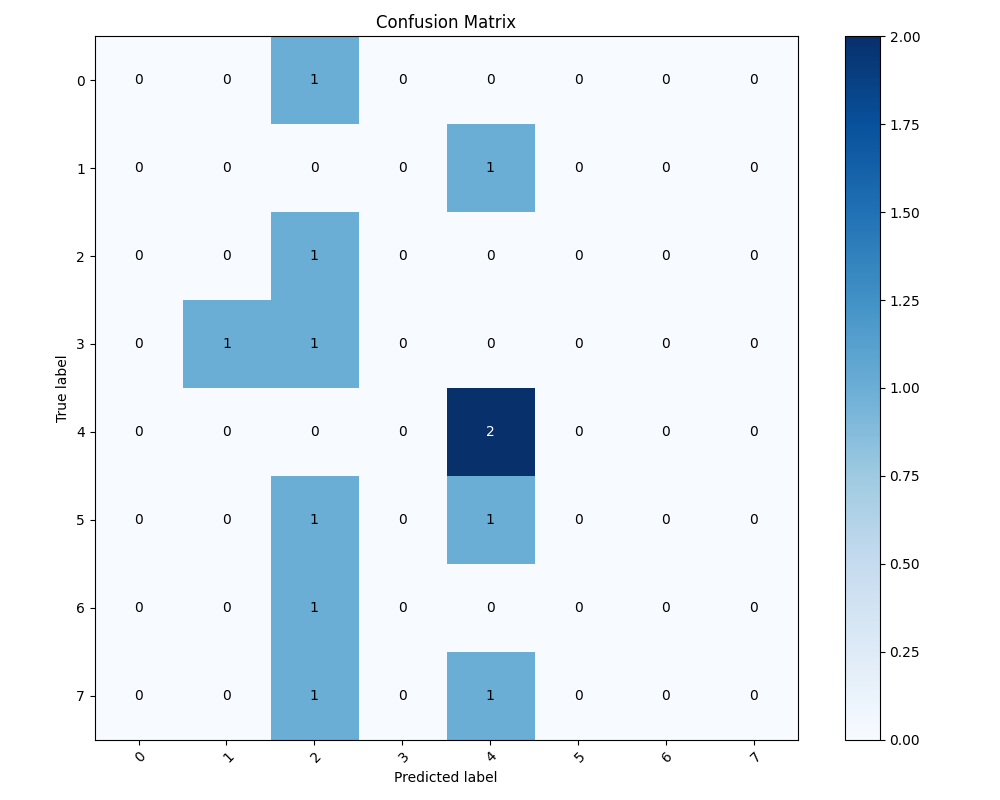 Confusion Matrix
0 0 0 1 0 0 0 0 0
1 0 0 0 0 1 0 0 0
2 0 0 1 0 0 0 0 0
3 0 1 1 0 0 0 0 0
4 0 0 0 0 2 0 0 0
5 0 0 1 0 1 0 0 0
6 0 0 1 0 0 0 0 0
7 0 0 1 0 1 0 0 0
True label
0 1 2 3 4 5 6 7
Predicted label
2.00
1.75
1.50
1.25
1.00
0.75
0.50
0.25
0.00